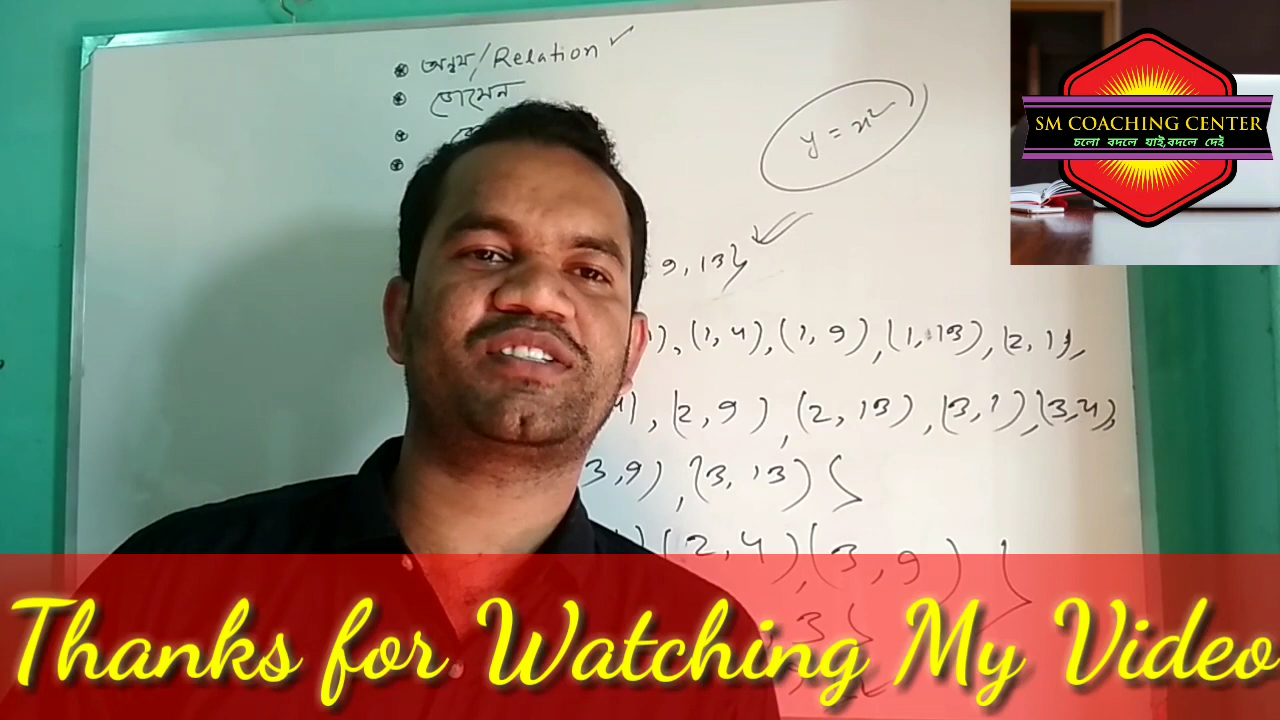 অন্বয়/Relation
ডোমেন
y = x²
SM COACHING CENTER
চলো বদলে যাই,বদলে দেই
9, 13}
), (1, 4), (1, 9), (1, 13), (2, 1),
4), (2, 9), (2, 13), (3, 1), (3,4),
3,9), (3, 13)}
) (2, 4), (3, 9) }
3}
Thanks for Watching My Video